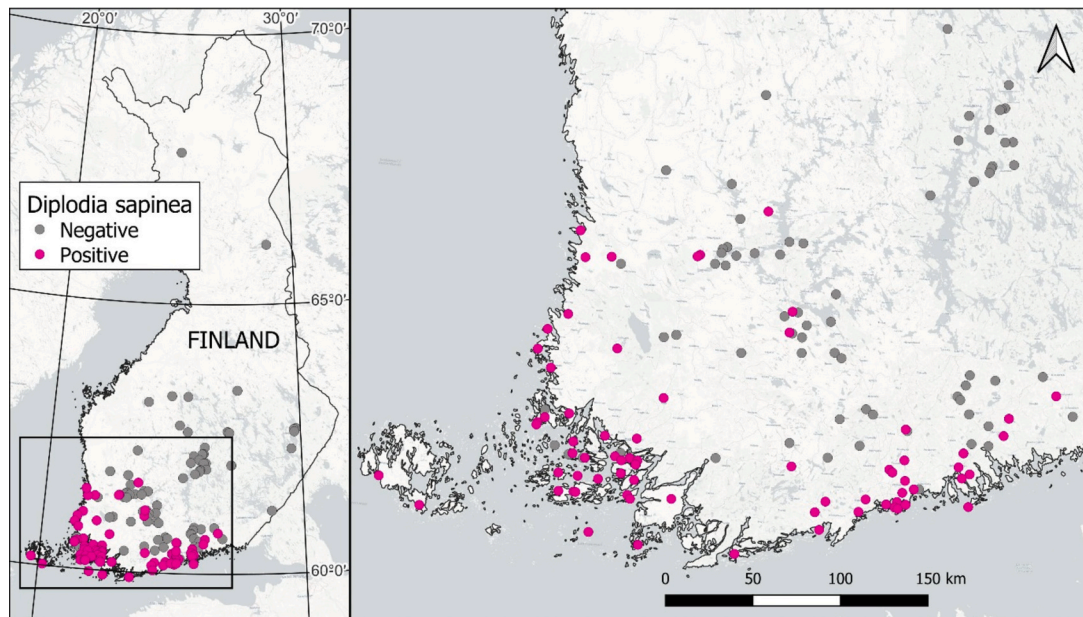 20°0'
30°0'
70°0'
Diplodia sapinea
Negative
Positive
65°0'
FINLAND
60°0'
0 50 100 150 km